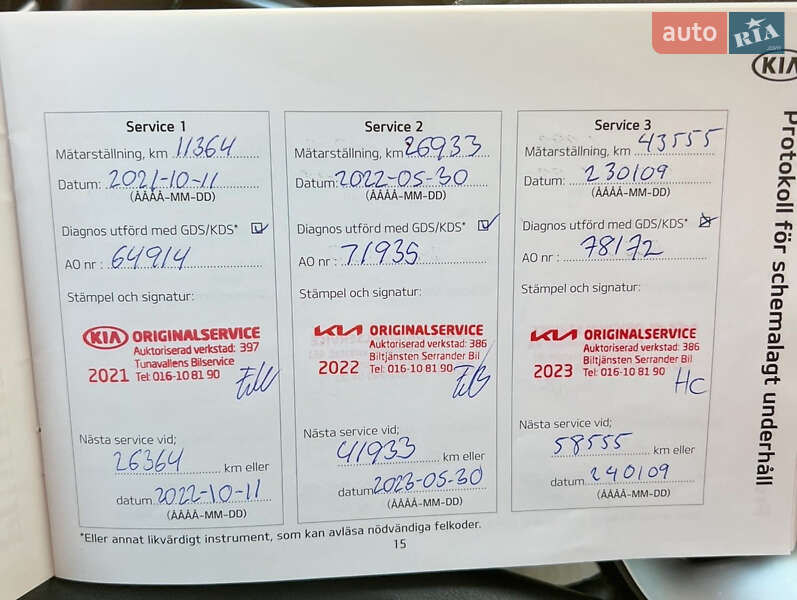 auto RIA .com
KIA
Protokoll för schemalagt underhåll
Service 1
Mätarställning, km 11364
Datum: 2021-10-11
(ÅÅÅÅ-MM-DD)
Diagnos utförd med GDS/KDS*
AO nr : 64914
Stämpel och signatur:
KIA ORIGINALSERVICE
Auktoriserad verkstad: 397
Tunavallens Bilservice
2021 Tel: 016-10 81 90
Nästa service vid;
26364 km eller
datum 2022-10-11
(ÅÅÅÅ-MM-DD)
Service 2
Mätarställning, km 26933
Datum: 2022-05-30
(ÅÅÅÅ-MM-DD)
Diagnos utförd med GDS/KDS*
AO nr : 71935
Stämpel och signatur:
KIA ORIGINALSERVICE
Auktoriserad verkstad: 386
Biltjänsten Serrander Bil
2022 Tel: 016-10 81 90
Nästa service vid;
41933 km eller
datum 2023-05-30
(ÅÅÅÅ-MM-DD)
Service 3
Mätarställning, km 43555
Datum: 230109
(ÅÅÅÅ-MM-DD)
Diagnos utförd med GDS/KDS*
AO nr : 78172
Stämpel och signatur:
KIA ORIGINALSERVICE
Auktoriserad verkstad: 386
Biltjänsten Serrander Bil
2023 Tel: 016-10 81 90
HC
Nästa service vid;
58555 km eller
datum 240109
(ÅÅÅÅ-MM-DD)
*Eller annat likvärdigt instrument, som kan avläsa nödvändiga felkoder.
15